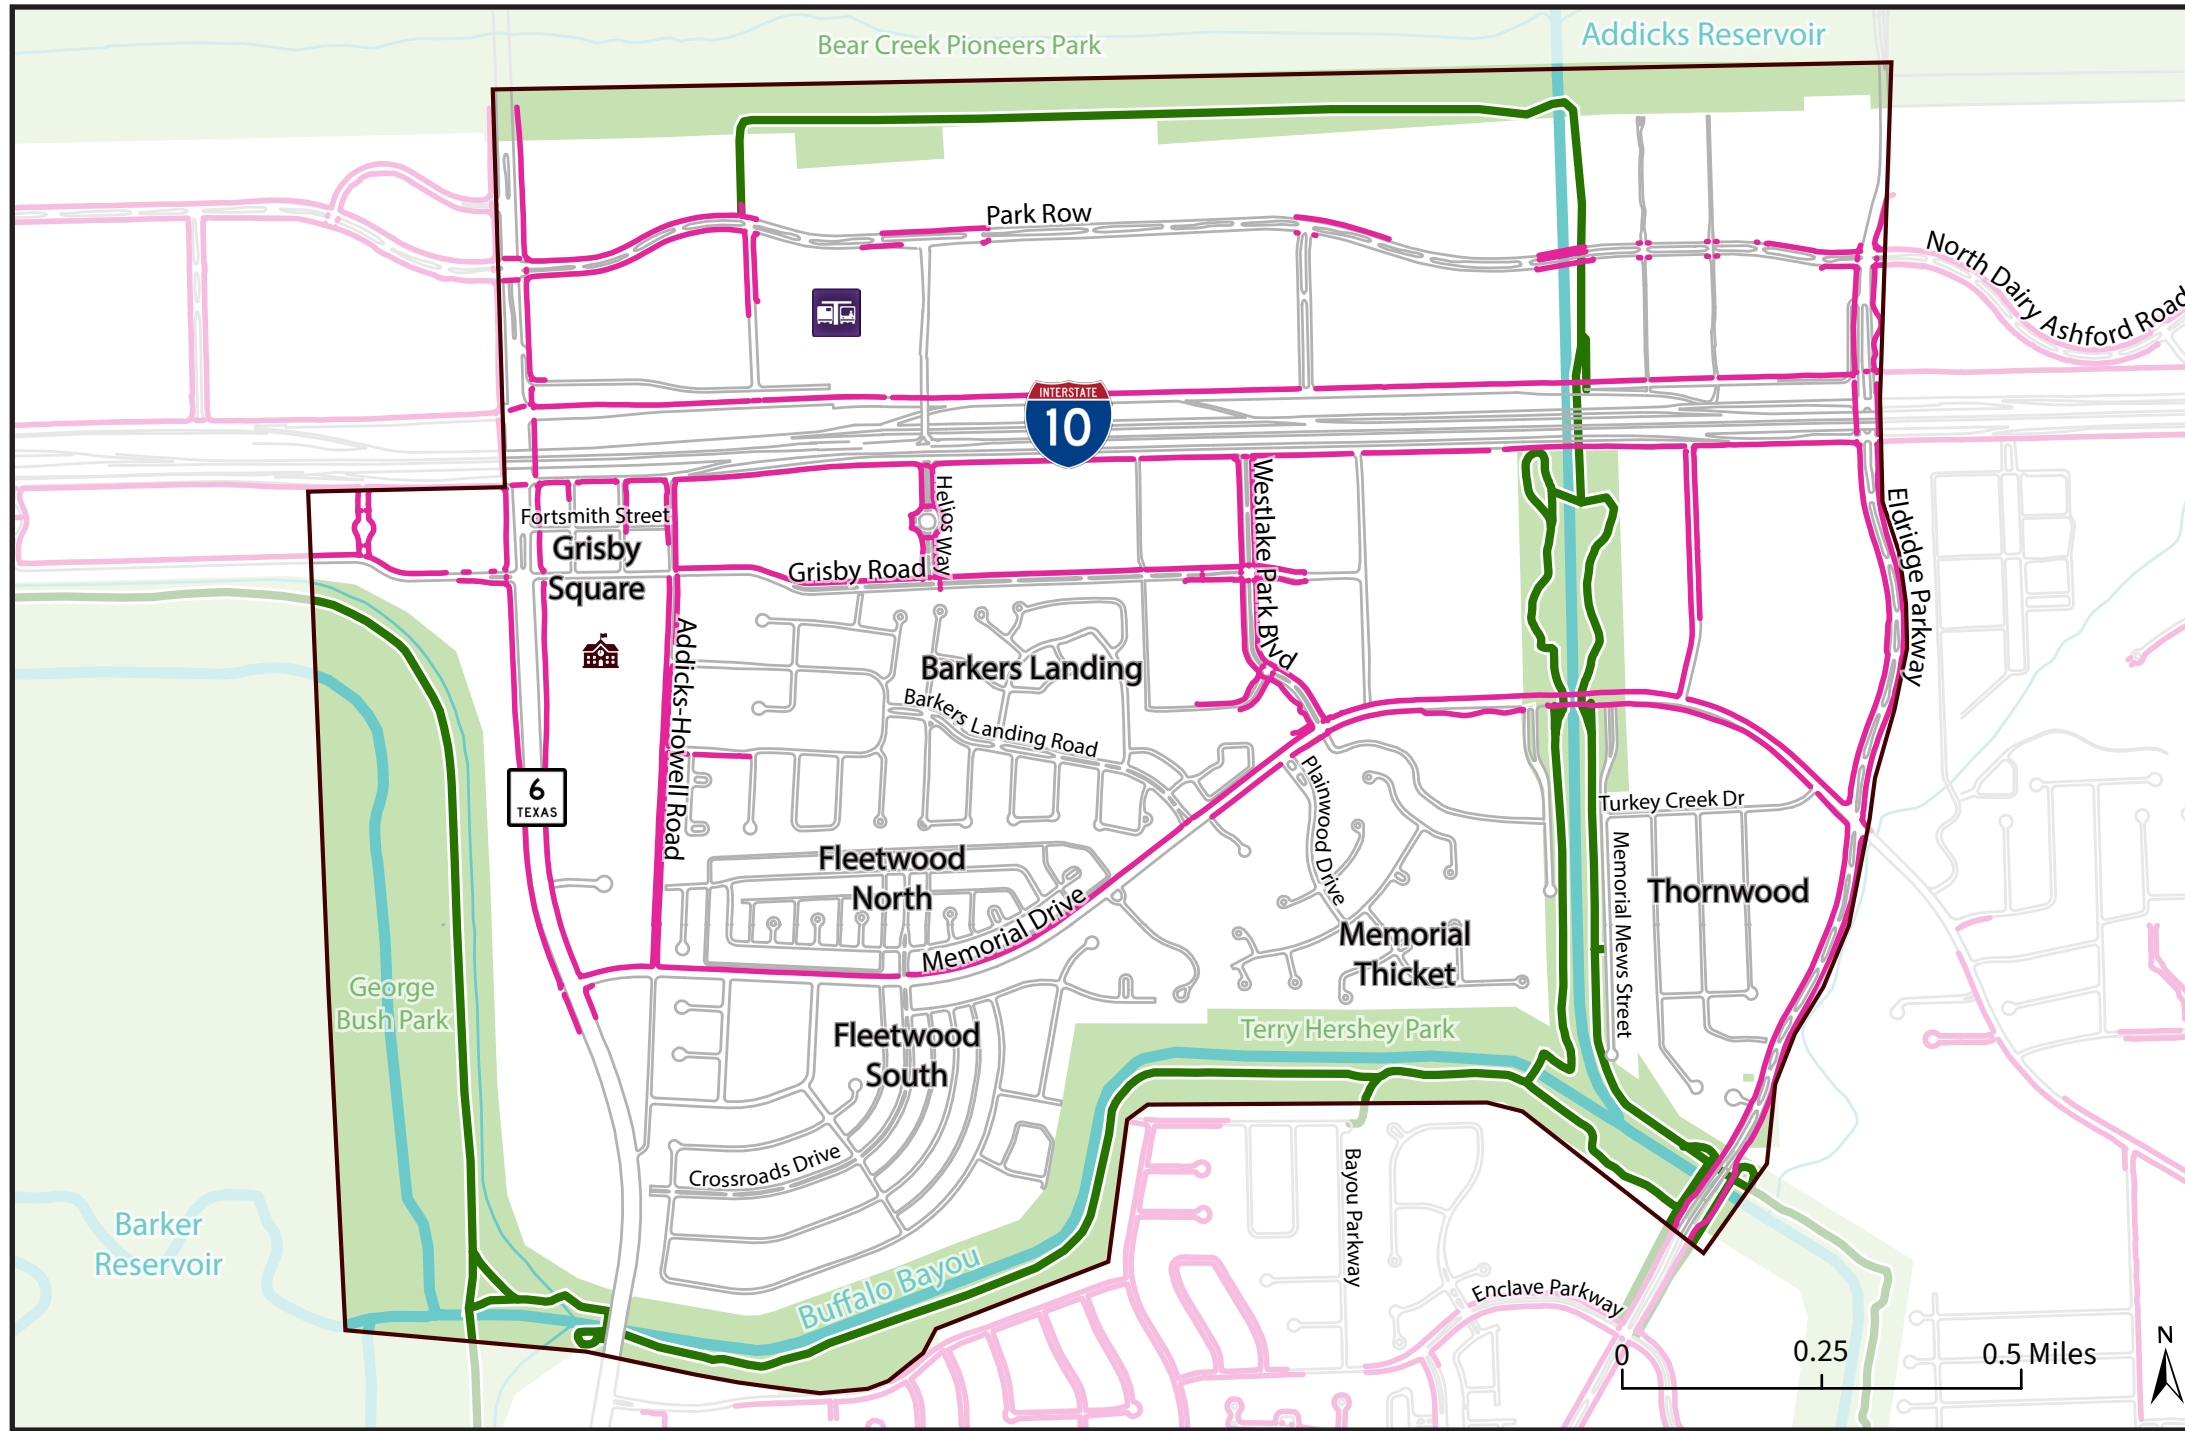 Bear Creek Pioneers Park
Addicks Reservoir
Park Row
North Dairy Ashford Road
INTERSTATE
10
Fortsmith Street
Grisby
Square
Helios Way
Westlake Park Blvd
Grisby Road
Eldridge Parkway
Addicks-Howell Road
Barkers Landing
Barkers Landing Road
6
TEXAS
Plainwood Drive
Turkey Creek Dr
Memorial Mews Street
Fleetwood
North
Thornwood
Memorial Drive
Memorial
Thicket
George
Bush Park
Fleetwood
South
Terry Hershey Park
Crossroads Drive
Bayou Parkway
Barker
Reservoir
Buffalo Bayou
Enclave Parkway
0
0.25
0.5 Miles
N